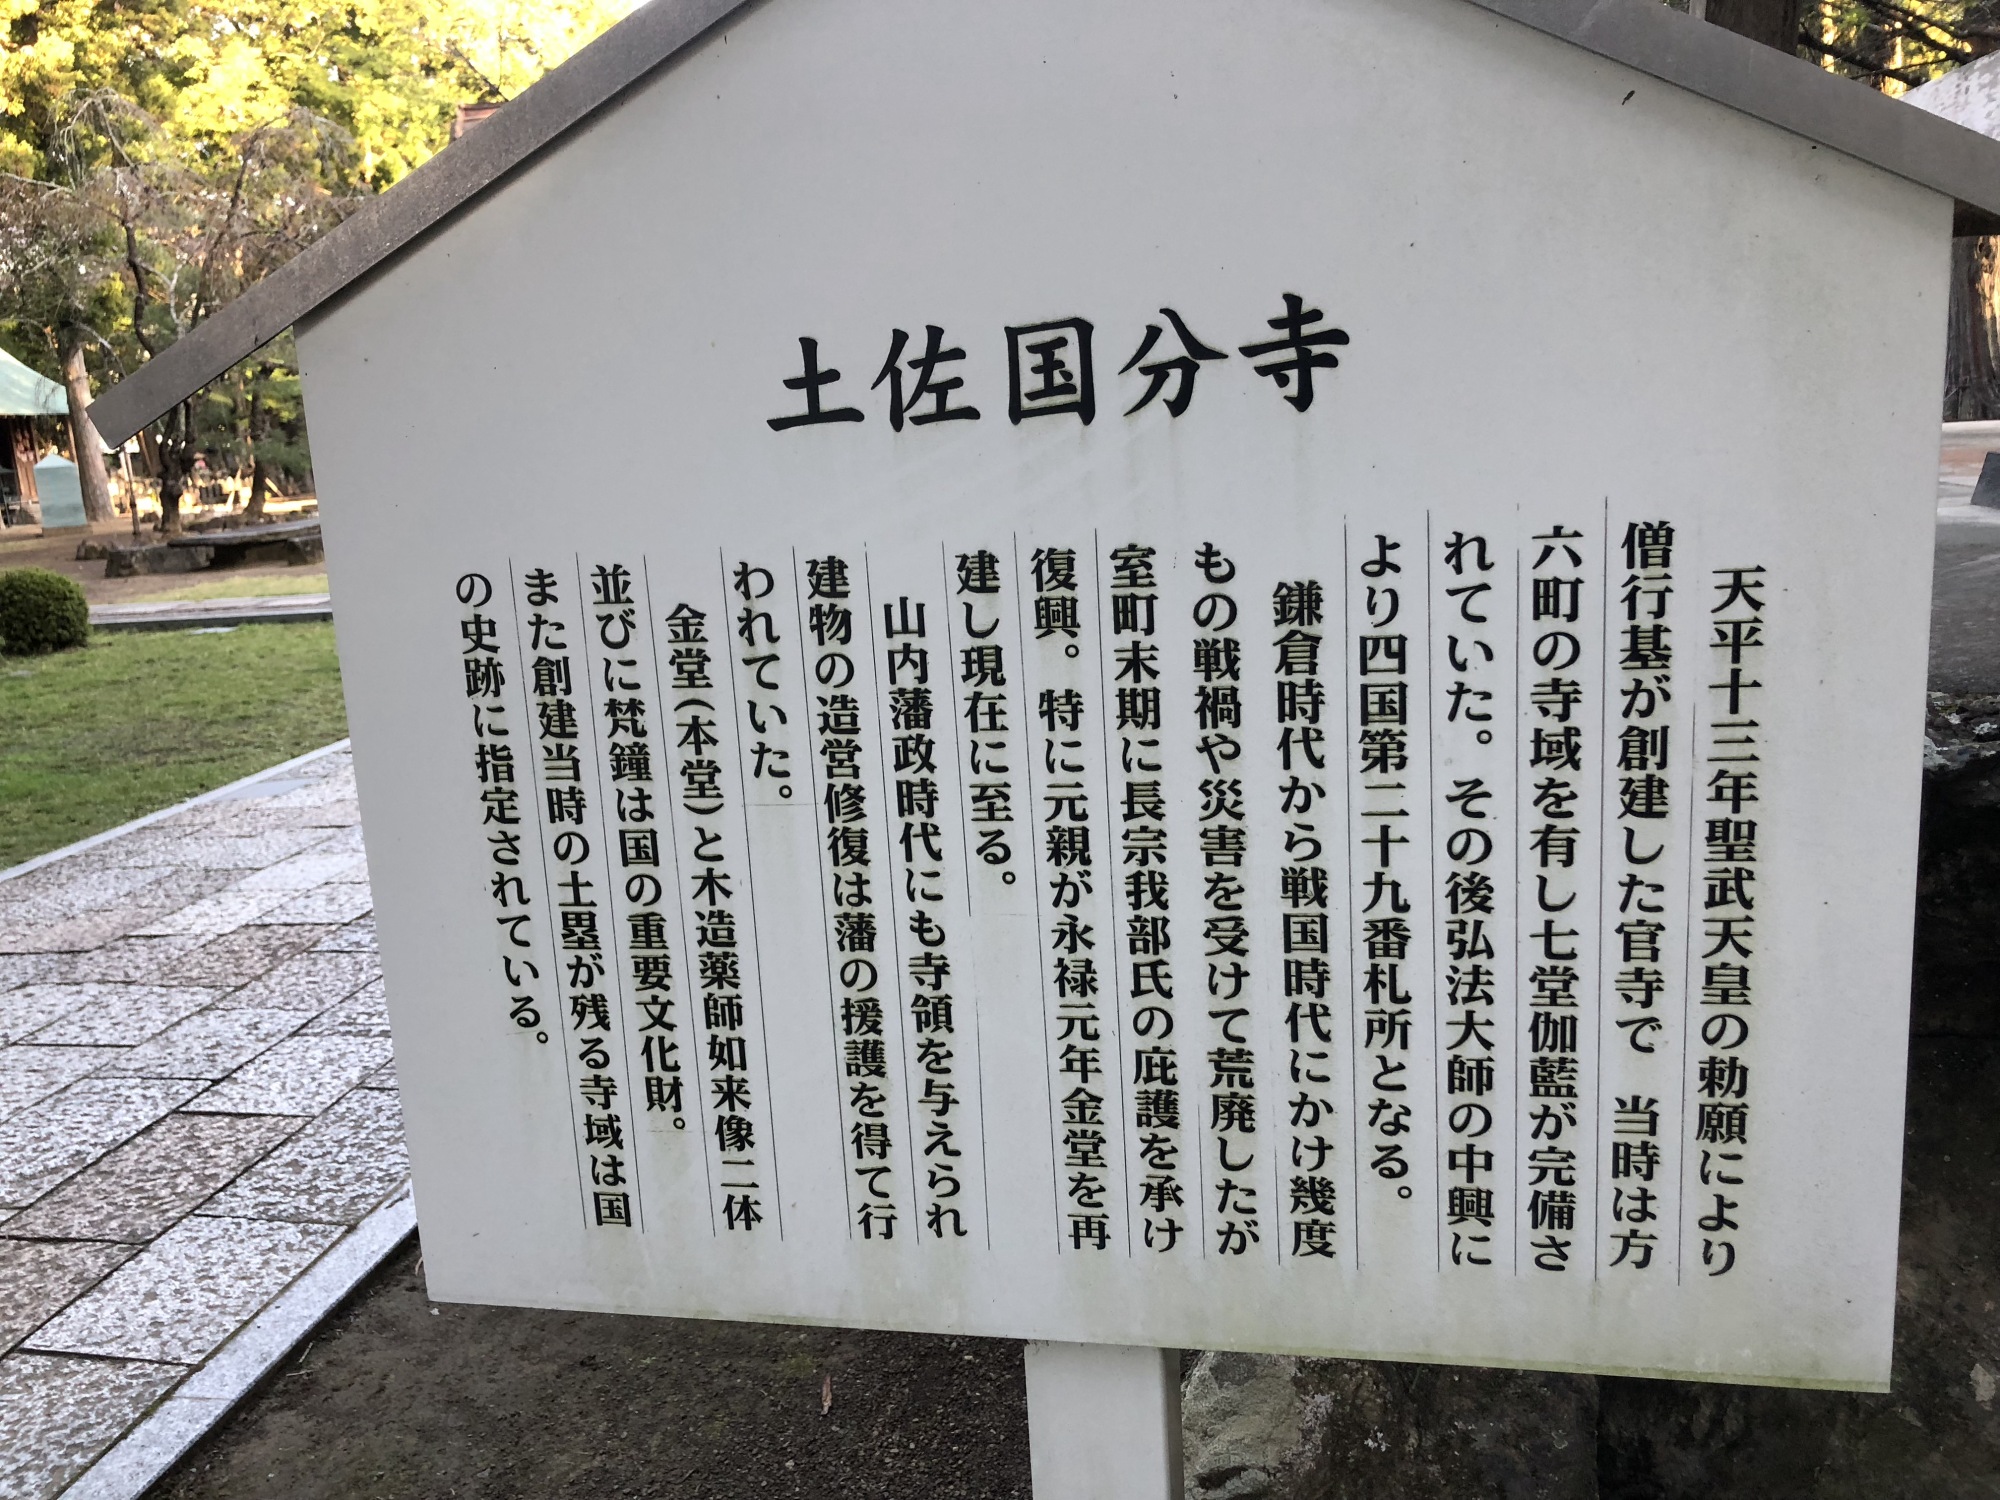 土佐国分寺
天平十三年聖武天皇の勅願により
僧行基が創建した官寺で　当時は方
六町の寺域を有し七堂伽藍が完備さ
れていた。その後弘法大師の中興に
より四国第二十九番札所となる。
鎌倉時代から戦国時代にかけ幾度
もの戦禍や災害を受けて荒廃したが
室町末期に長宗我部氏の庇護を承け
復興。特に元親が永禄元年金堂を再
建し現在に至る。
山内藩政時代にも寺領を与えられ
建物の造営修復は藩の援護を得て行
われていた。
金堂(本堂)と木造薬師如来像二体
並びに梵鐘は国の重要文化財。
また創建当時の土塁が残る寺域は国
の史跡に指定されている。